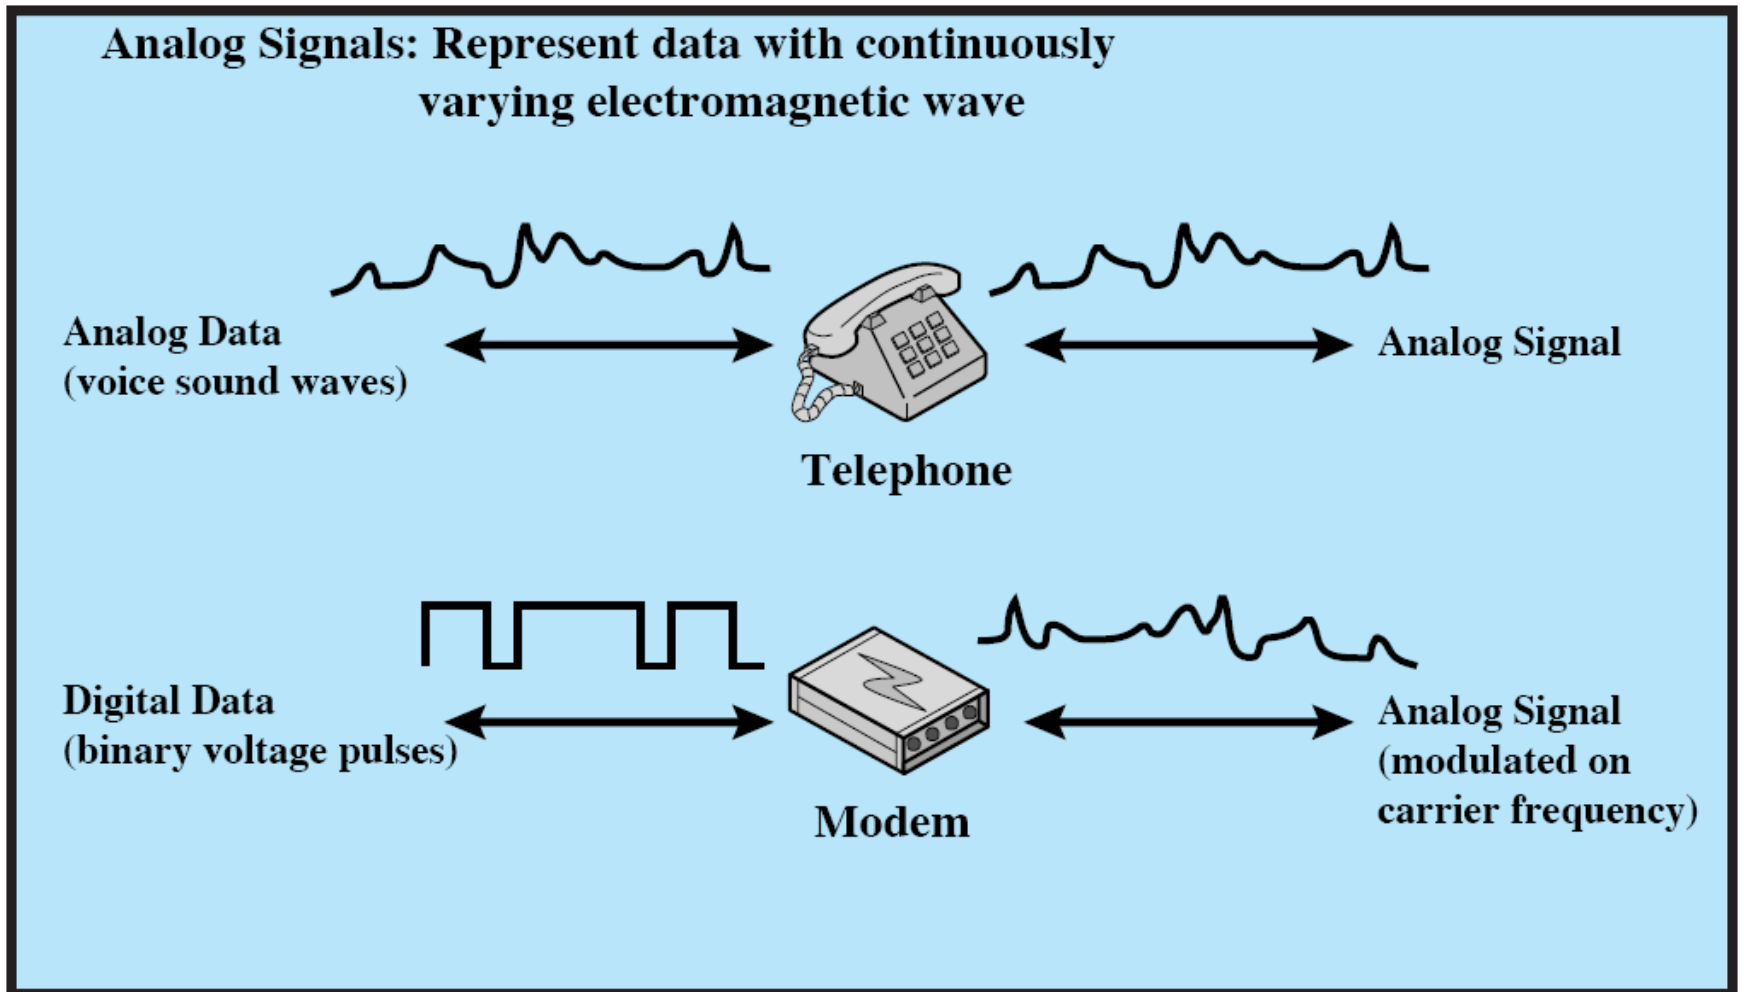 Analog Signals: Represent data with continuously
varying electromagnetic wave
Analog Data
(voice sound waves)
Analog Signal
Telephone
Digital Data
(binary voltage pulses)
Analog Signal
(modulated on
carrier frequency)
Modem